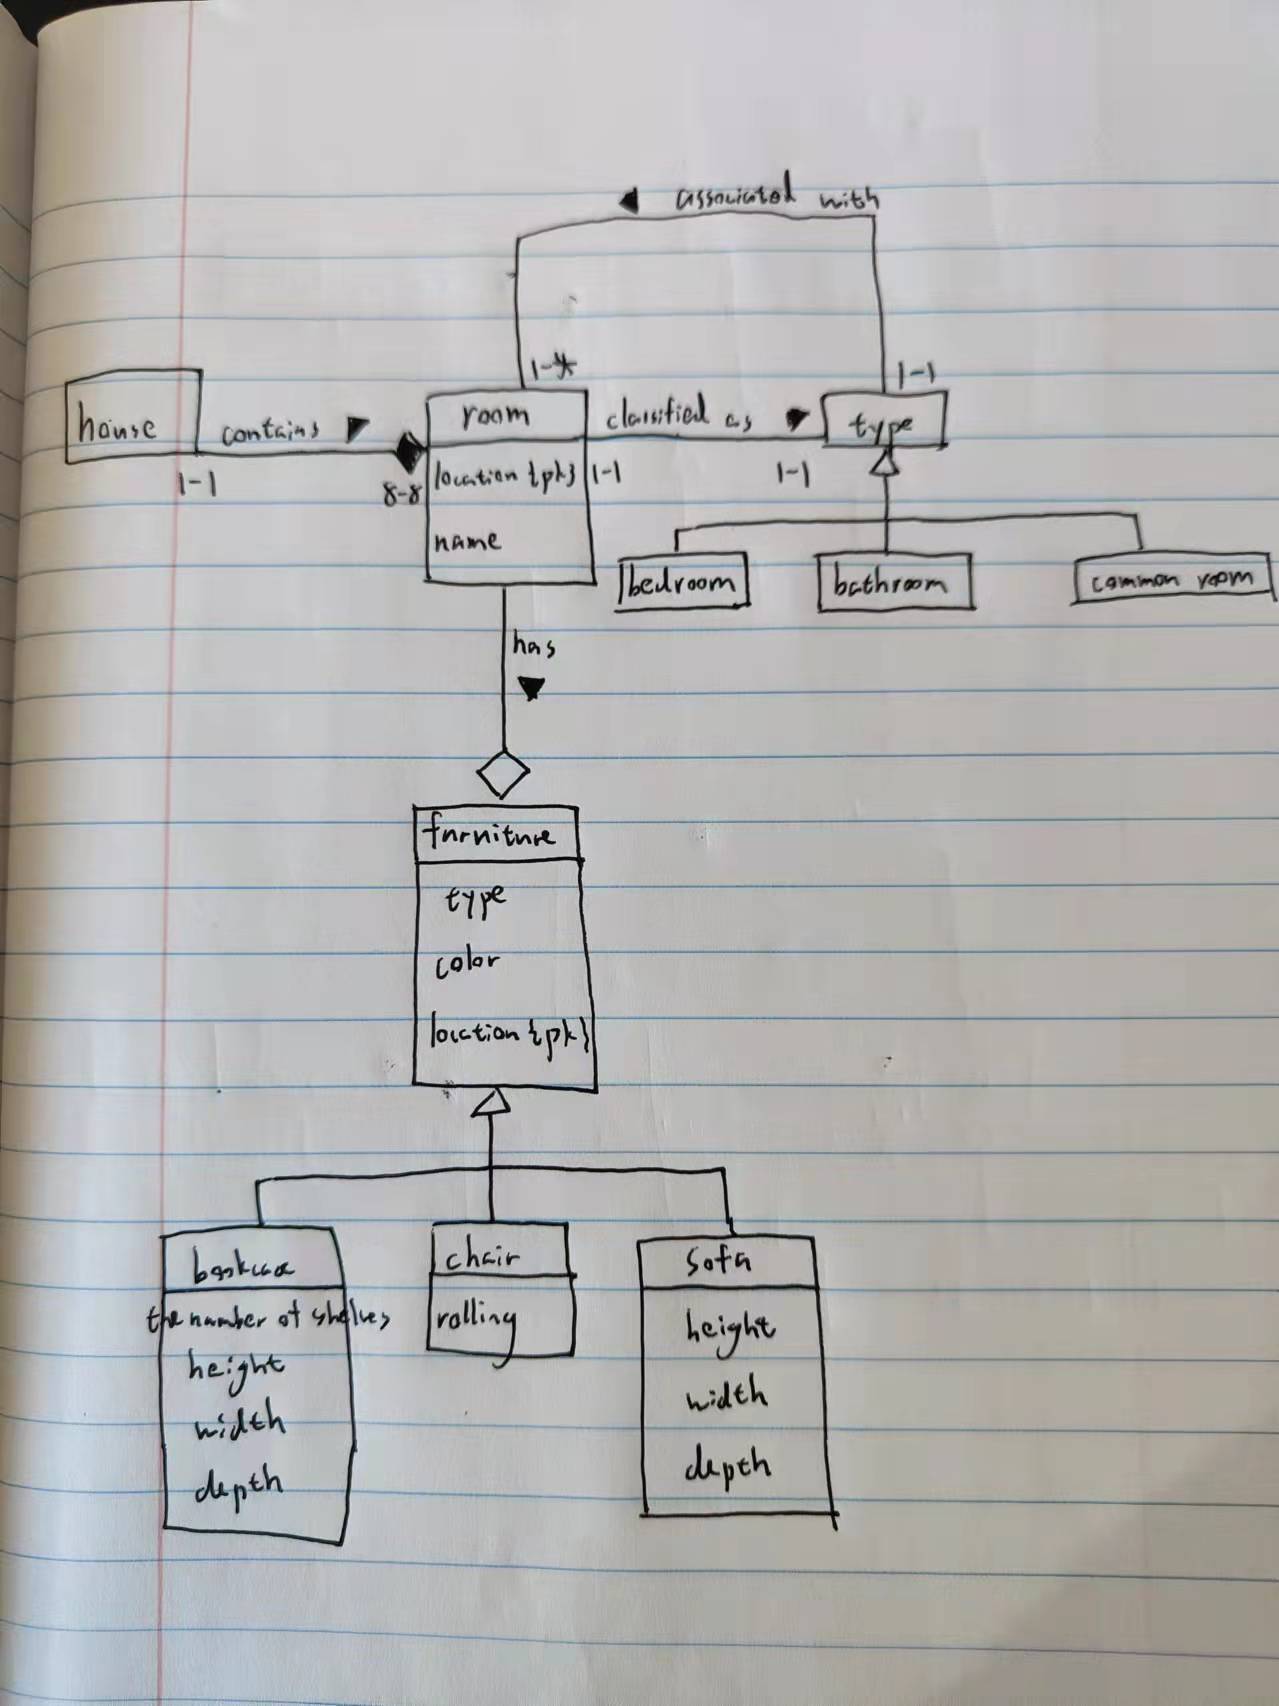 associated with
1-*
1-1
house
contains
1-1
8-8
room
location {pk}
name
classified as
1-1
1-1
type
bedroom
bathroom
common room
has
furniture
type
color
location {pk}
the number of shelves
height
width
depth
chair
rolling
sofa
height
width
depth